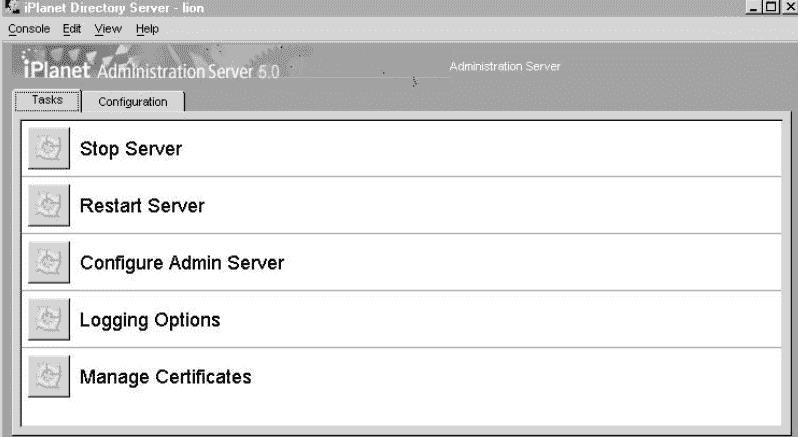 iPlanet Directory Server - lion
Console Edit View Help
iPlanet Administration Server 5.0
Administration Server
Tasks Configuration
Stop Server
Restart Server
Configure Admin Server
Logging Options
Manage Certificates